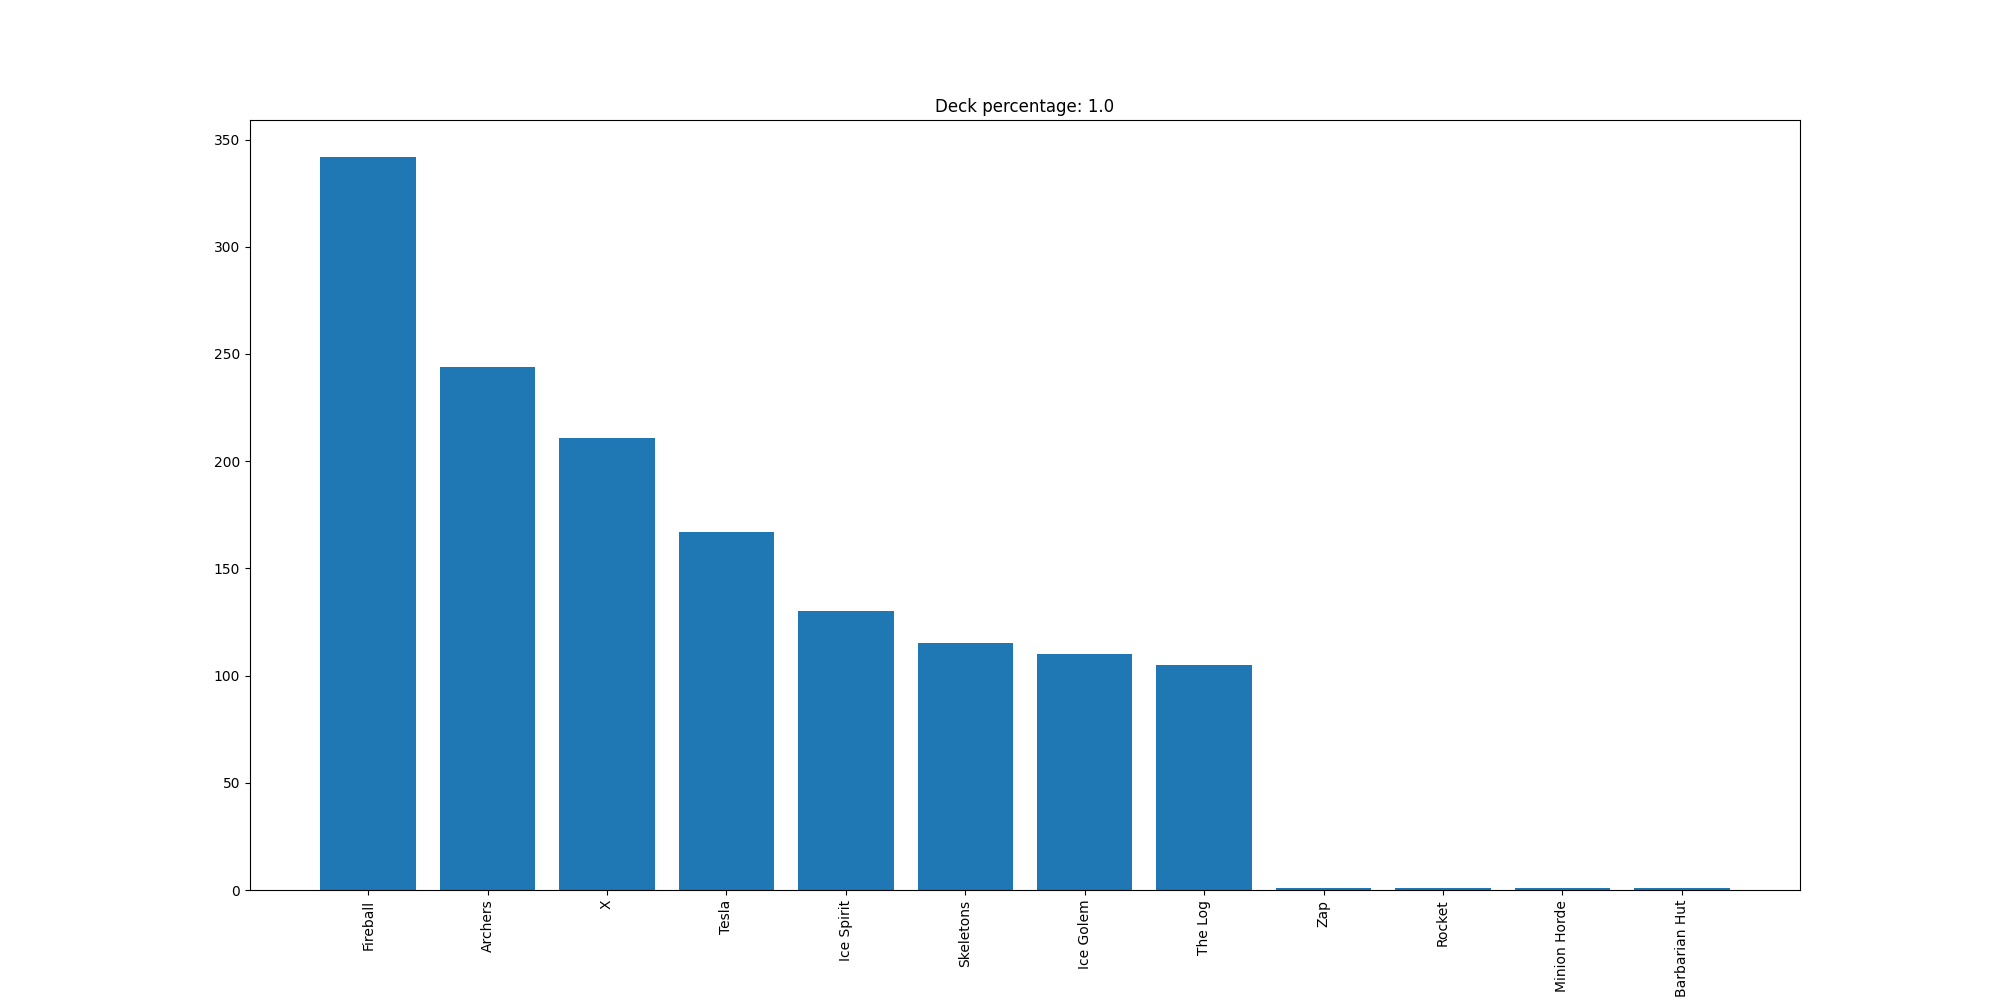 Deck percentage: 1.0
350
300
250
200
150
100
50
0
Fireball
Archers
X
Tesla
Ice Spirit
Skeletons
Ice Golem
The Log
Zap
Rocket
Minion Horde
Barbarian Hut